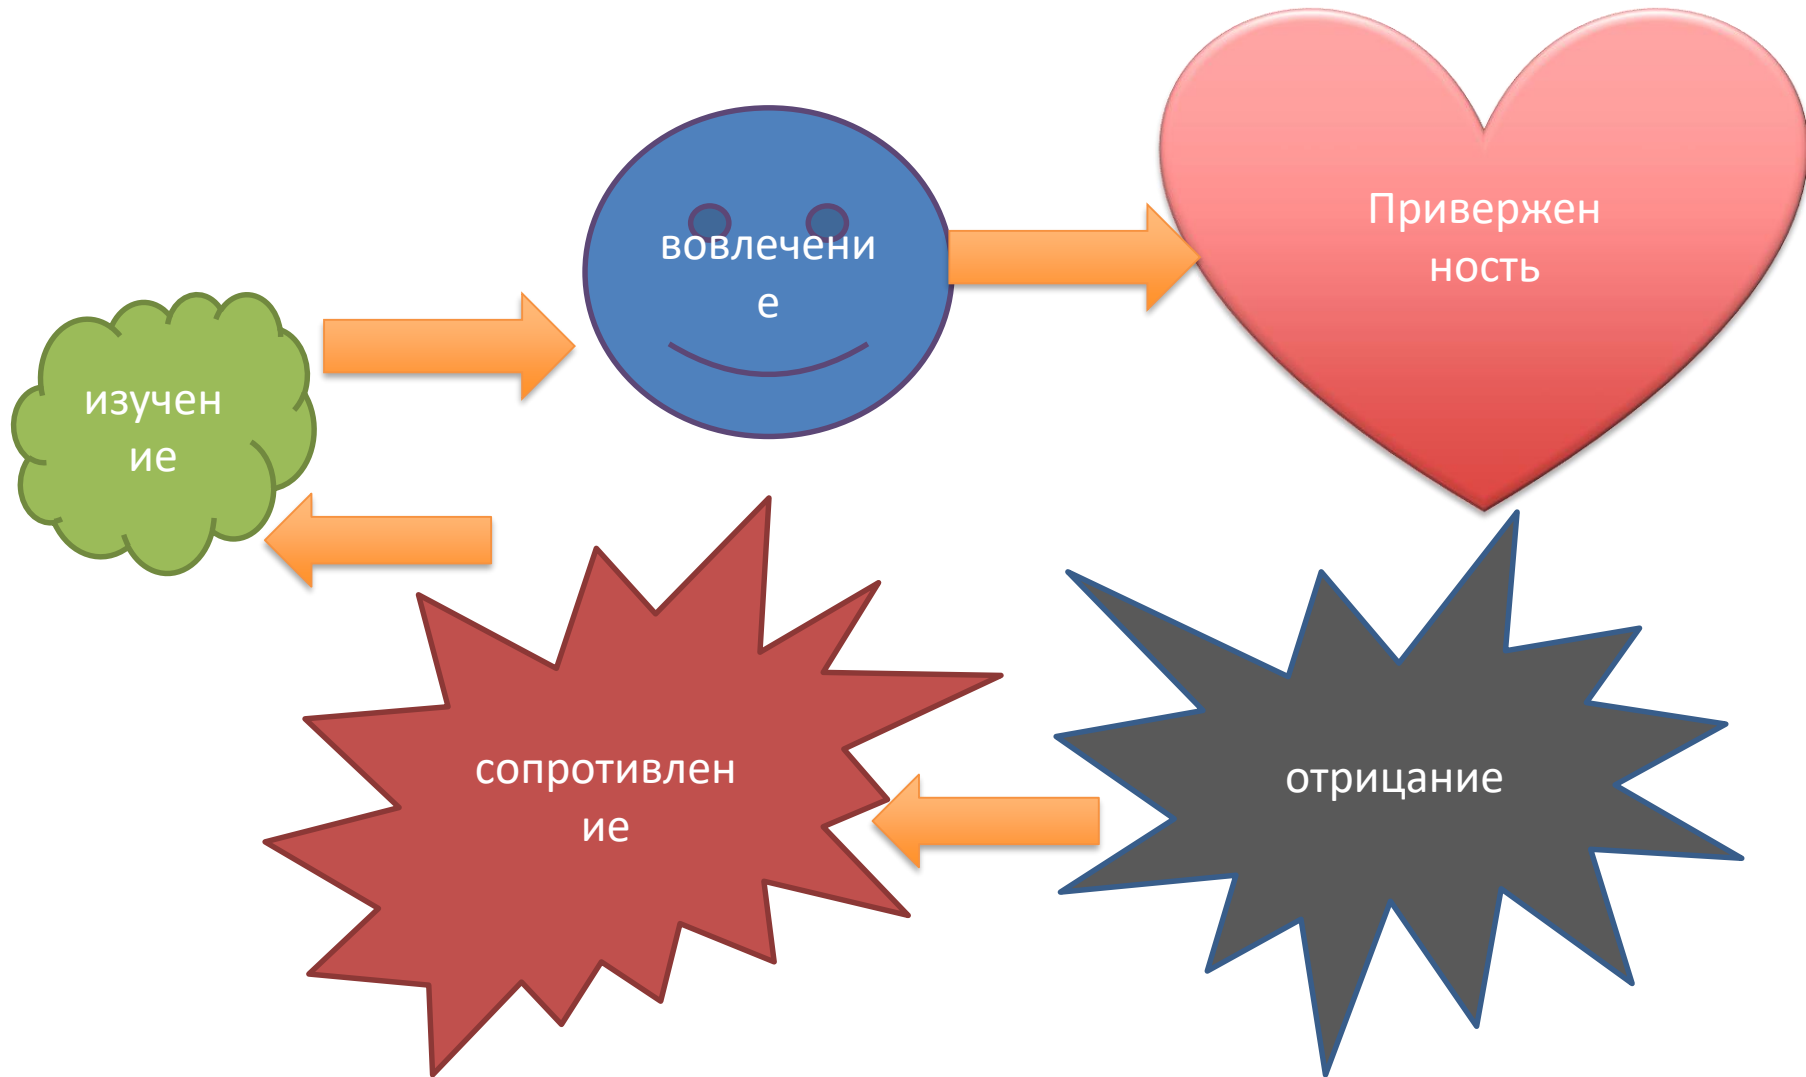 Привержен
ность
вовлечени
е
изучен
ие
сопротивлен
ие
отрицание